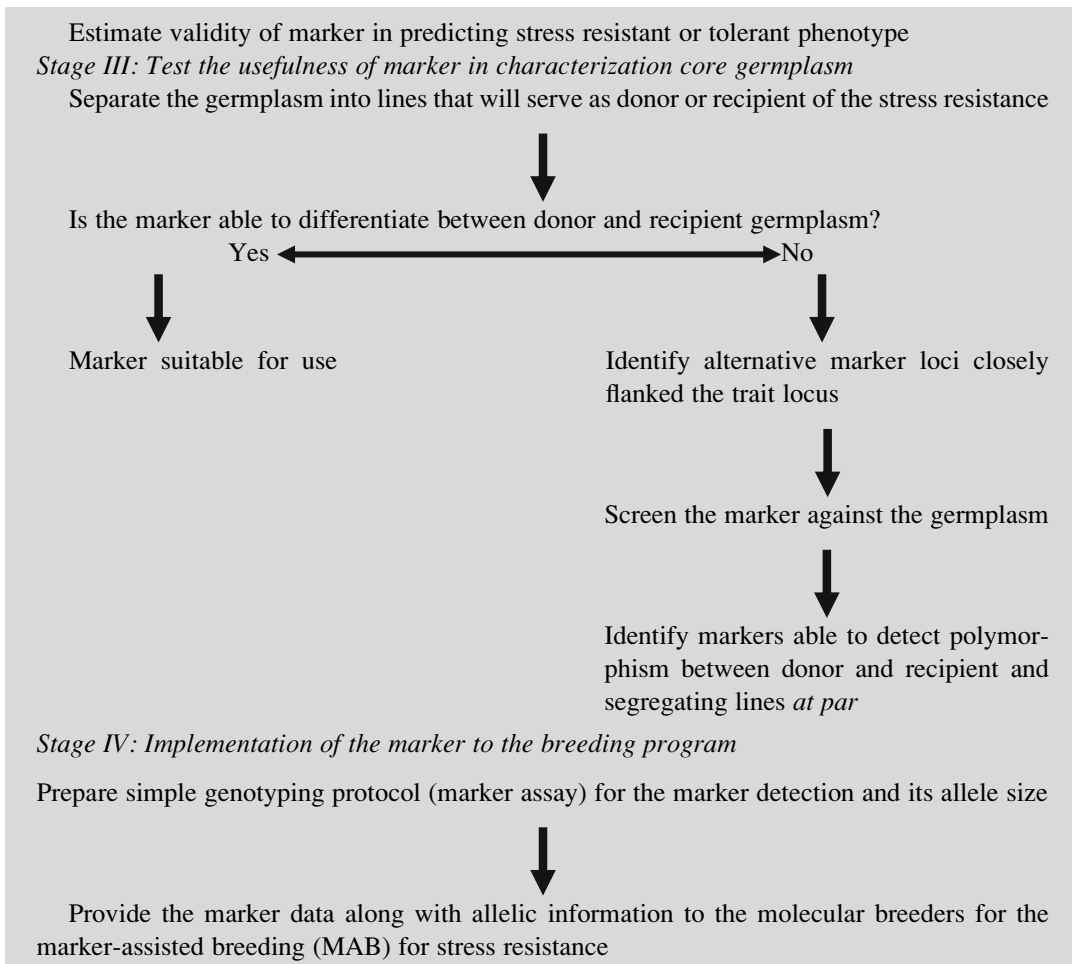 Estimate validity of marker in predicting stress resistant or tolerant phenotype
Stage III: Test the usefulness of marker in characterization core germplasm
Separate the germplasm into lines that will serve as donor or recipient of the stress resistance
Is the marker able to differentiate between donor and recipient germplasm?
Yes No
Marker suitable for use
Identify alternative marker loci closely
flanked the trait locus
Screen the marker against the germplasm
Identify markers able to detect polymor-
phism between donor and recipient and
segregating lines at par
Stage IV: Implementation of the marker to the breeding program
Prepare simple genotyping protocol (marker assay) for the marker detection and its allele size
Provide the marker data along with allelic information to the molecular breeders for the
marker-assisted breeding (MAB) for stress resistance